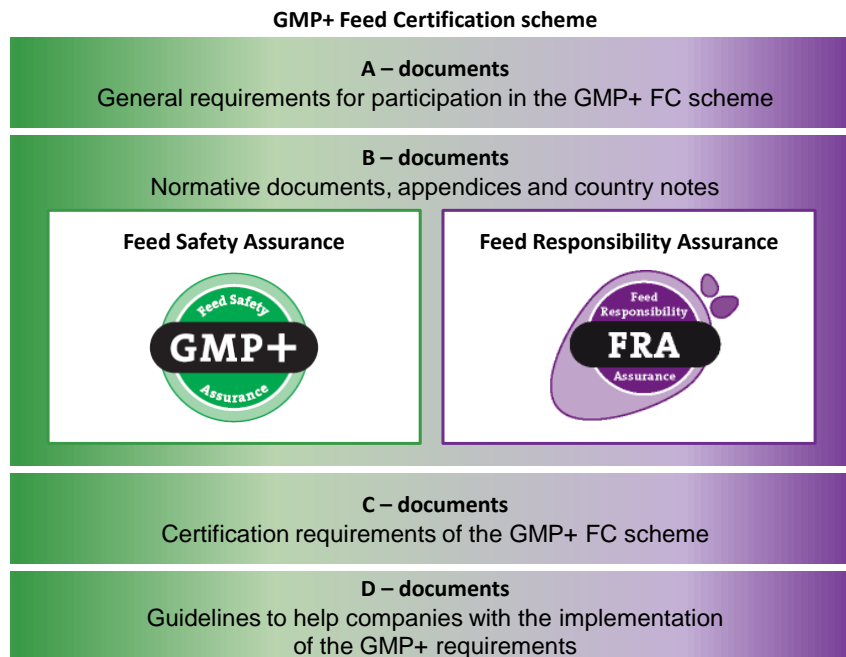 GMP+ Feed Certification scheme
A – documents
General requirements for participation in the GMP+ FC scheme
B – documents
Normative documents, appendices and country notes
Feed Safety Assurance
Feed Safety
GMP+
Assurance
Feed Responsibility Assurance
Feed
Responsibility
FRA
Assurance
C – documents
Certification requirements of the GMP+ FC scheme
D – documents
Guidelines to help companies with the implementation
of the GMP+ requirements